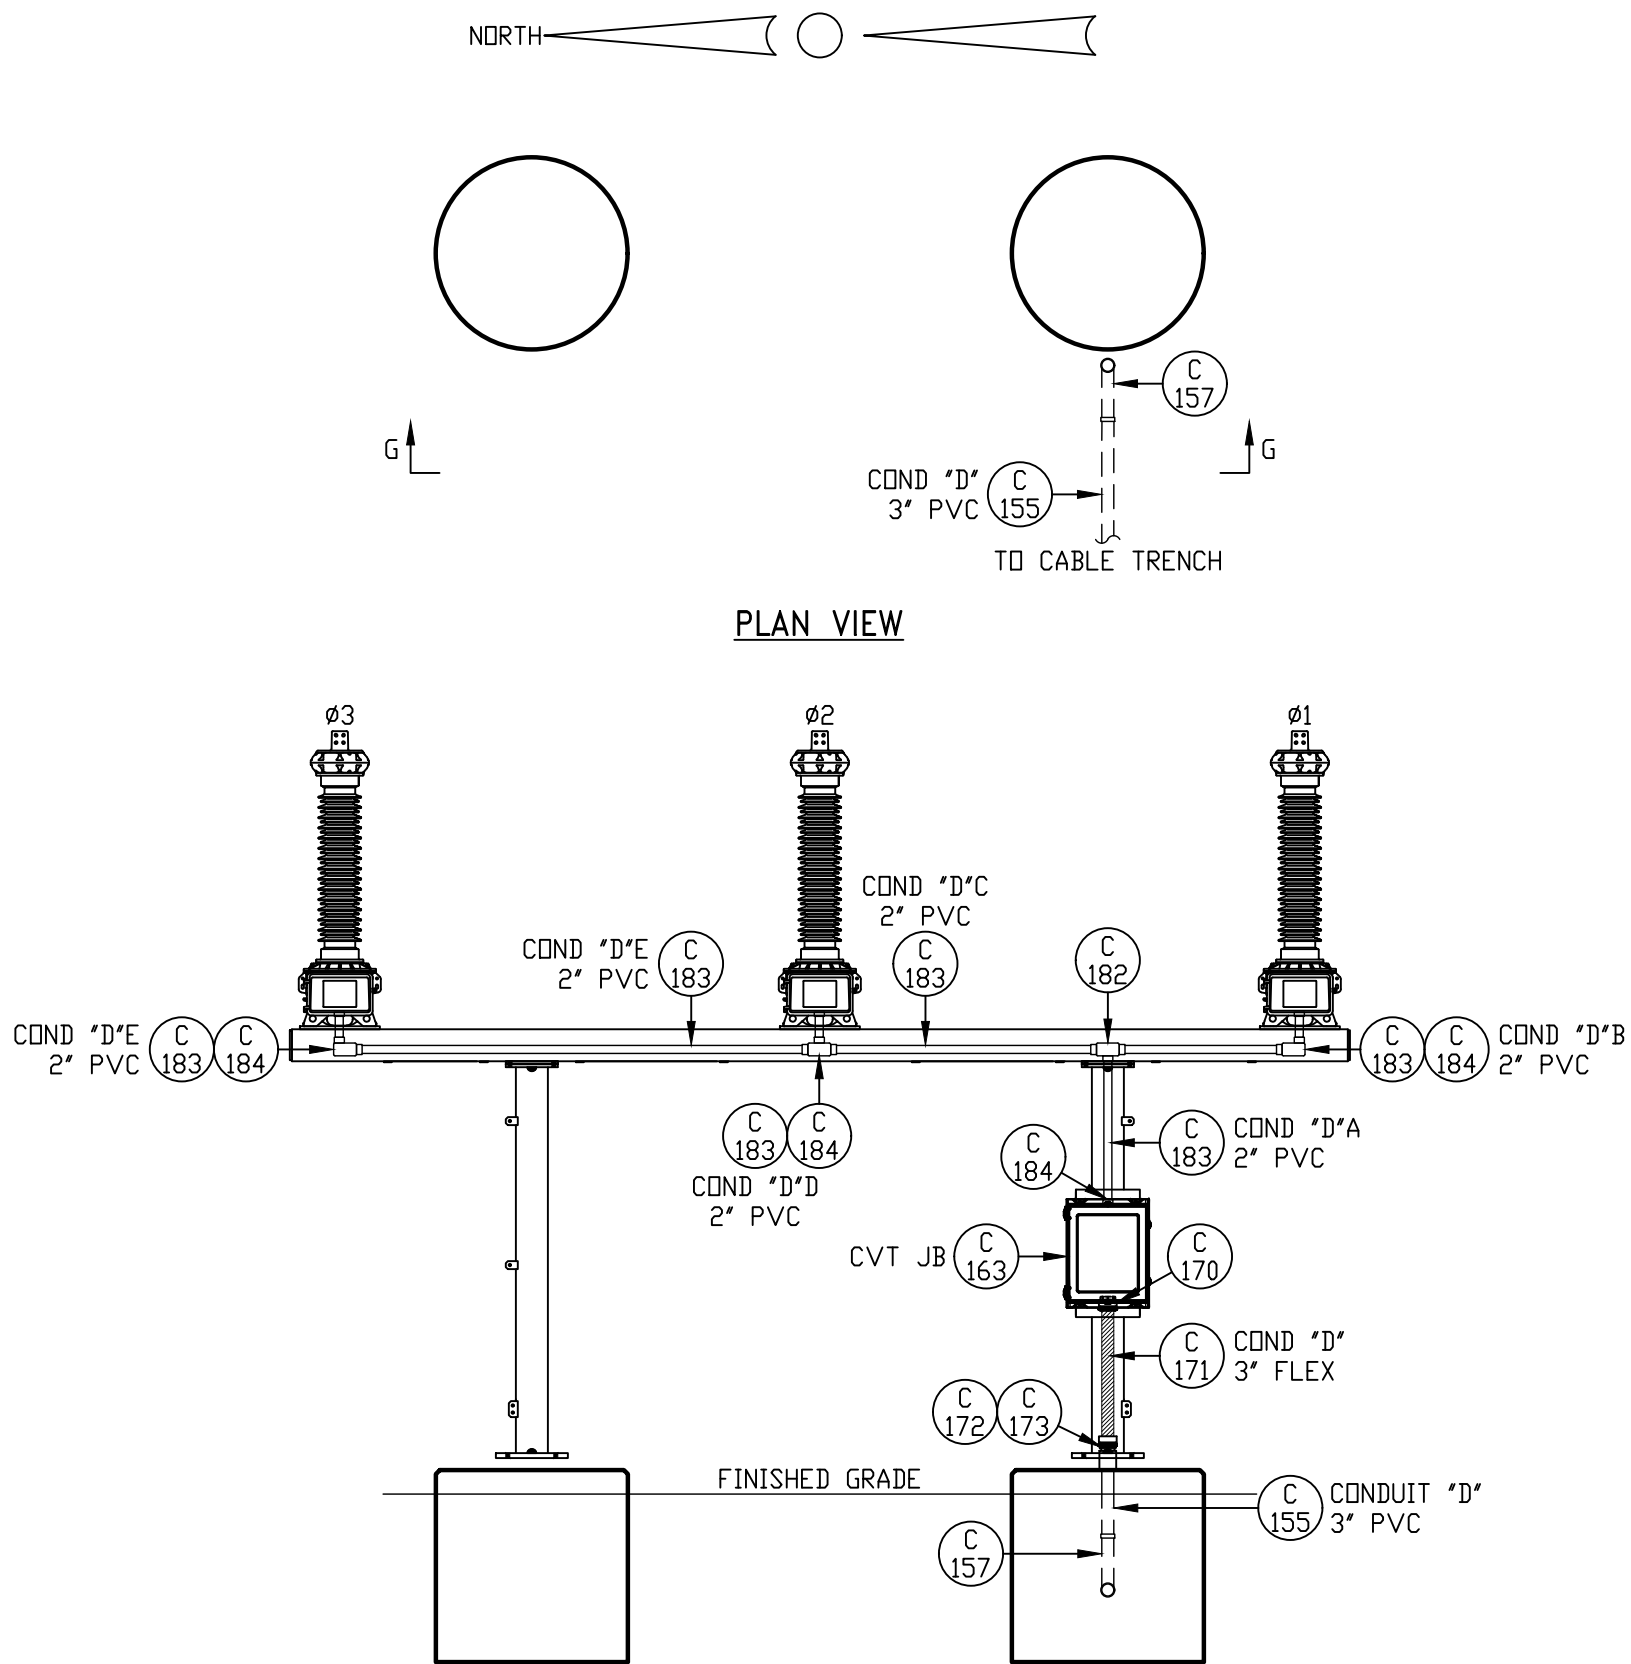 NORTH
C
157
G
G
COND "D"
3" PVC
C
155
TO CABLE TRENCH
PLAN VIEW
ø3
ø2
ø1
COND "D"C
2" PVC
COND "D"E
2" PVC
C
183
C
183
C
182
COND "D"E
2" PVC
C
183
C
184
C
183
C
184
COND "D"B
2" PVC
C
183
C
184
COND "D"D
2" PVC
C
183
COND "D"A
2" PVC
C
184
CVT JB
C
163
C
170
C
171
COND "D"
3" FLEX
C
172
C
173
FINISHED GRADE
C
155
CONDUIT "D"
3" PVC
C
157